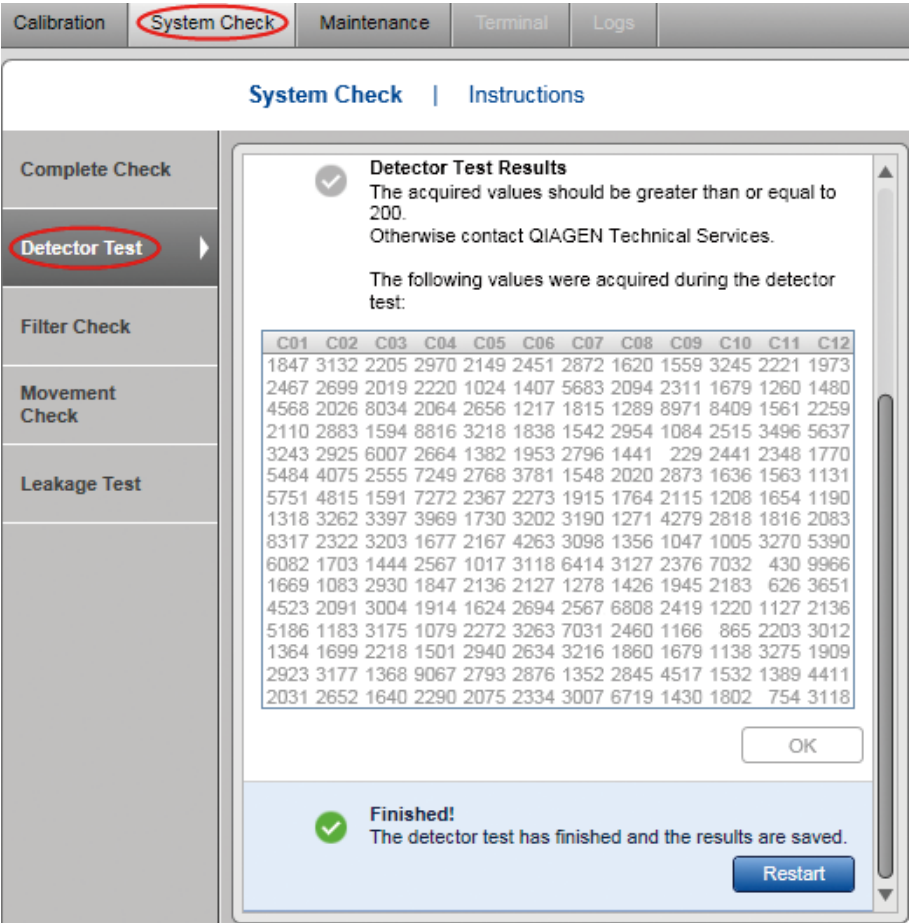 Calibration System Check Maintenance Terminal Logs
System Check | Instructions
Complete Check
Detector Test
Filter Check
Movement
Check
Leakage Test
Detector Test Results
The acquired values should be greater than or equal to
200.
Otherwise contact QIAGEN Technical Services.
The following values were acquired during the detector
test:
C01 C02 C03 C04 C05 C06 C07 C08 C09 C10 C11 C12
1847 3132 2205 2970 2149 2451 2872 1620 1559 3245 2221 1973
2467 2699 2019 2220 1024 1407 5683 2094 2311 1679 1260 1480
4568 2026 8034 2064 2656 1217 1815 1289 8971 8409 1561 2259
2110 2883 1594 8816 3218 1838 1542 2954 1084 2515 3496 5637
3243 2925 6007 2664 1382 1953 2796 1441 229 2441 2348 1770
5484 4075 2555 7249 2768 3781 1548 2020 2873 1636 1563 1131
5751 4815 1591 7272 2367 2273 1915 1764 2115 1208 1654 1190
1318 3262 3397 3969 1730 3202 3190 1271 4279 2818 1816 2083
8317 2322 3203 1677 2167 4263 3098 1356 1047 1005 3270 5390
6082 1703 1444 2567 1017 3118 6414 3127 2376 7032 430 9966
1669 1083 2930 1847 2136 2127 1278 1426 1945 2183 626 3651
4523 2091 3004 1914 1624 2694 2567 6808 2419 1220 1127 2136
5186 1183 3175 1079 2272 3263 7031 2460 1166 865 2203 3012
1364 1699 2218 1501 2940 2634 3216 1860 1679 1138 3275 1909
2923 3177 1368 9067 2793 2876 1352 2845 4517 1532 1389 4411
2031 2652 1640 2290 2075 2334 3007 6719 1430 1802 754 3118
OK
Finished!
The detector test has finished and the results are saved.
Restart